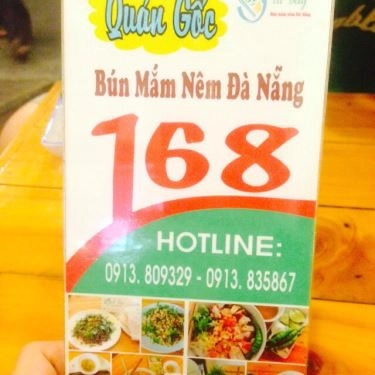 Quán Gốc
Bún Mắm Nêm Đà Nẵng
168
HOTLINE:
0913. 809329 - 0913. 835867